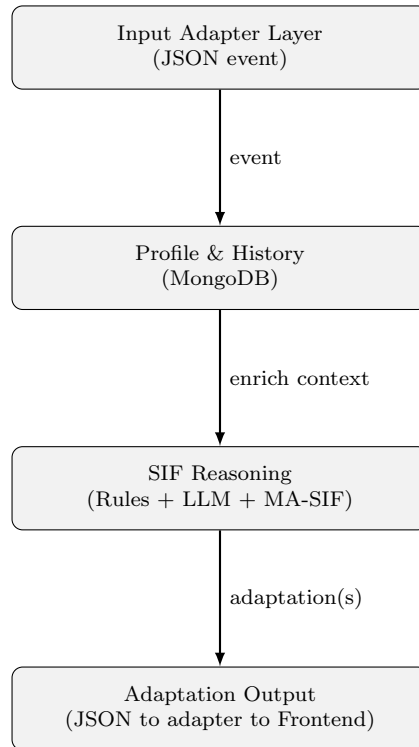 Input Adapter Layer
(JSON event)
event
Profile & History
(MongoDB)
enrich context
SIF Reasoning
(Rules + LLM + MA-SIF)
adaptation(s)
Adaptation Output
(JSON to adapter to Frontend)